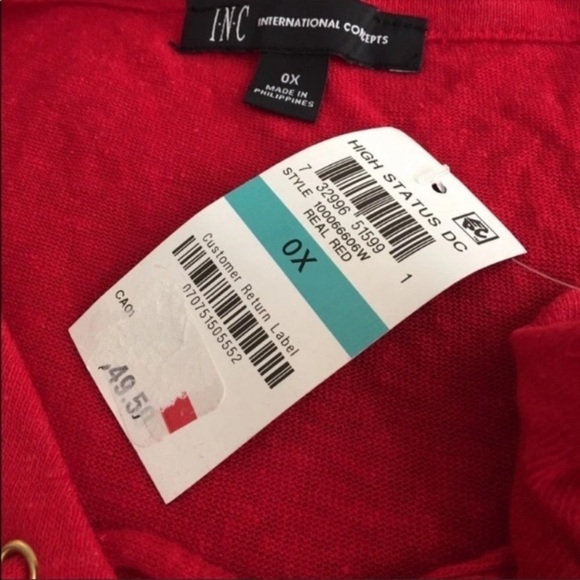 I·N·C INTERNATIONAL CONCEPTS
0X
MADE IN
PHILIPPINES
HIGH STATUS DC
7 32996 51599 1
STYLE 100066606W
REAL RED
0X
Customer Return Label
070751505552
CA01
49.50